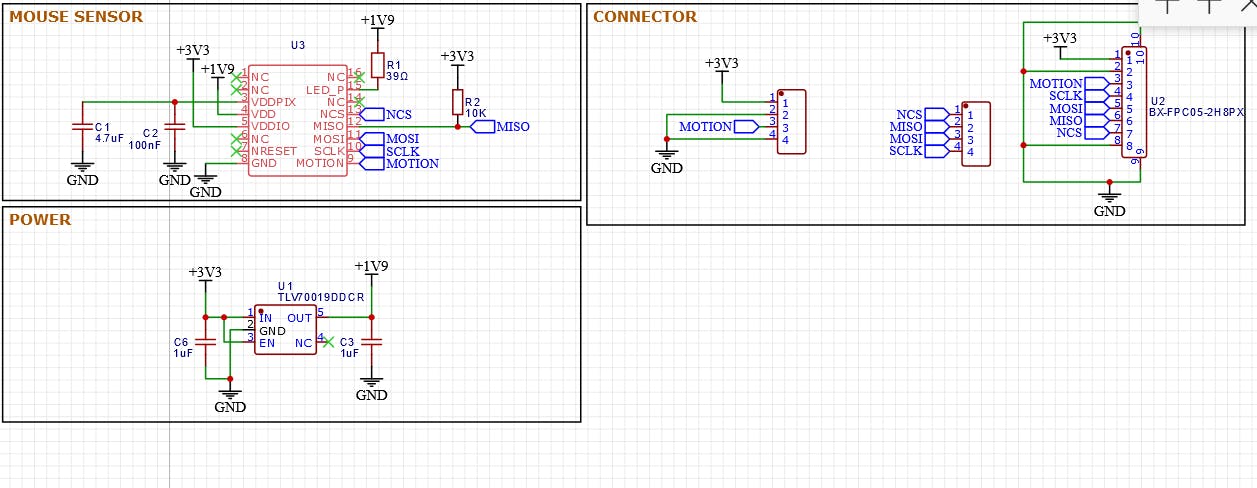 MOUSE SENSOR
+1V9
+3V3
U3
+1V9
R1
39Ω
+3V3
1 NC
NC 16
2 NC
LED_P 15
3 VDDPIX
NC 14
4 VDD
NCS 13
NCS
5 VDDIO
MISO 12
MISO
6 NC
MOSI 11
MOSI
7 NRESET
SCLK 10
SCLK
8 GND
MOTION 9
MOTION
R2
10K
C1
4.7uF
C2
100nF
GND
GND
GND
POWER
+3V3
+1V9
U1
TLV70019DDCR
1 IN
OUT 5
2 GND
3 EN
NC 4
C6
1uF
C3
1uF
GND
GND
CONNECTOR
+3V3
1 1
2 2
MOTION 3 3
4 4
GND
NCS 1 1
MISO 2 2
MOSI 3 3
SCLK 4 4
+3V3
10 10
1 1
2 2
MOTION 3 3
SCLK 4 4
MOSI 5 5
MISO 6 6
NCS 7 7
8 8
9 9
U2
BX-FPC05-2H8PX
GND